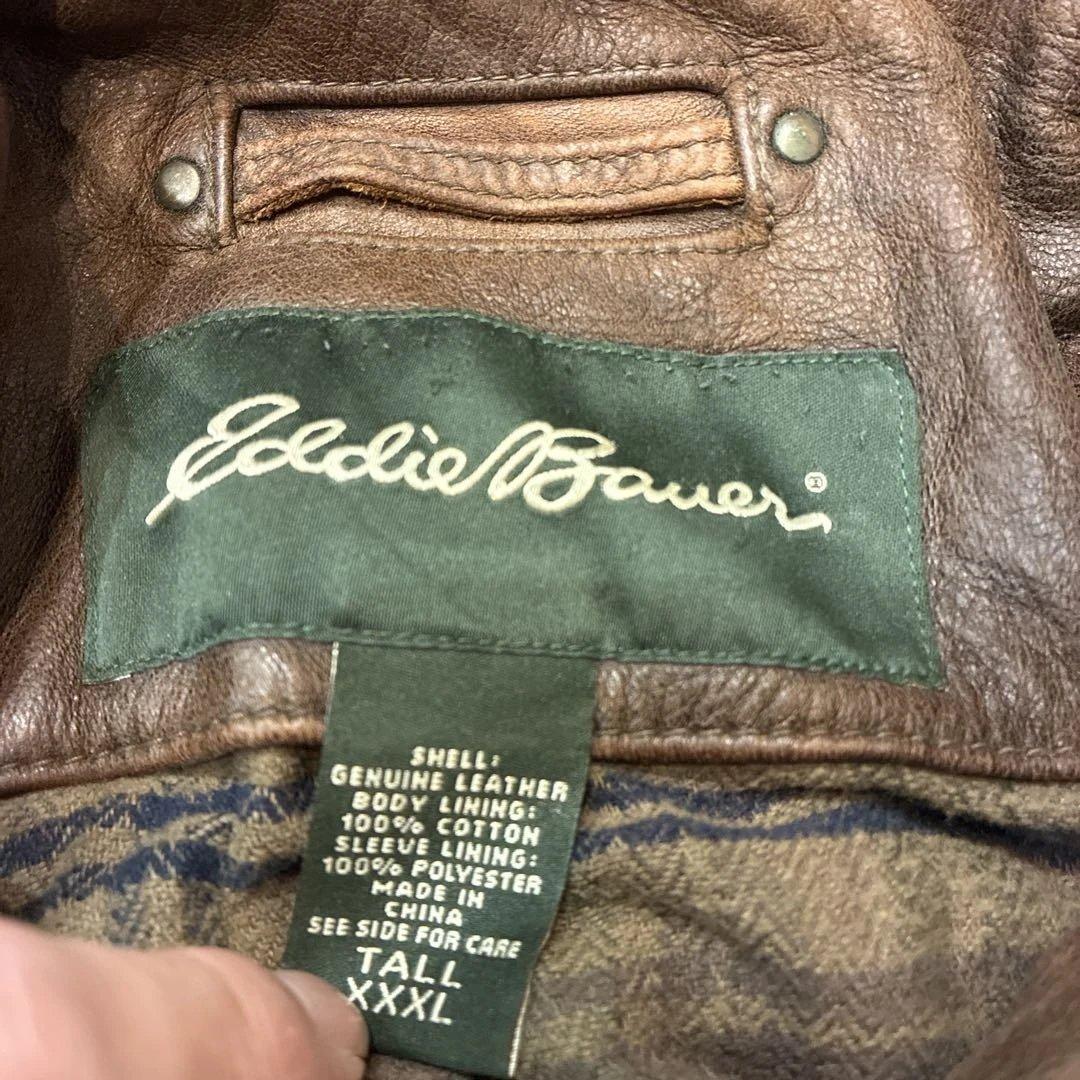 Eddie Bauer®
SHELL:
GENUINE LEATHER
BODY LINING:
100% COTTON
SLEEVE LINING:
100% POLYESTER
MADE IN
CHINA
SEE SIDE FOR CARE
TALL
XXXL